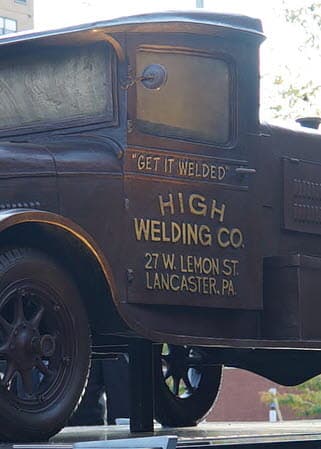 "GET IT WELDED"
HIGH
WELDING CO.
27 W. LEMON ST.
LANCASTER, PA.